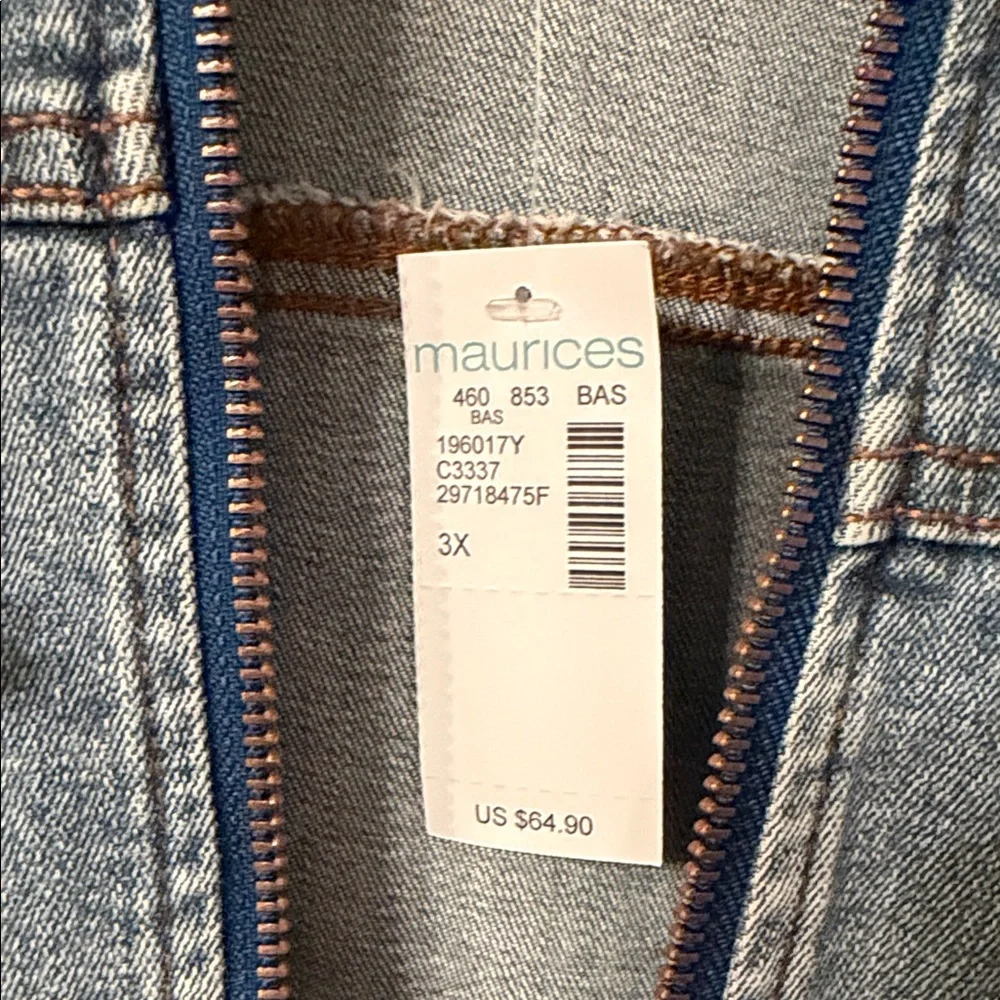 maurices
460 853 BAS
BAS
196017Y
C3337
29718475F
3X
US $64.90